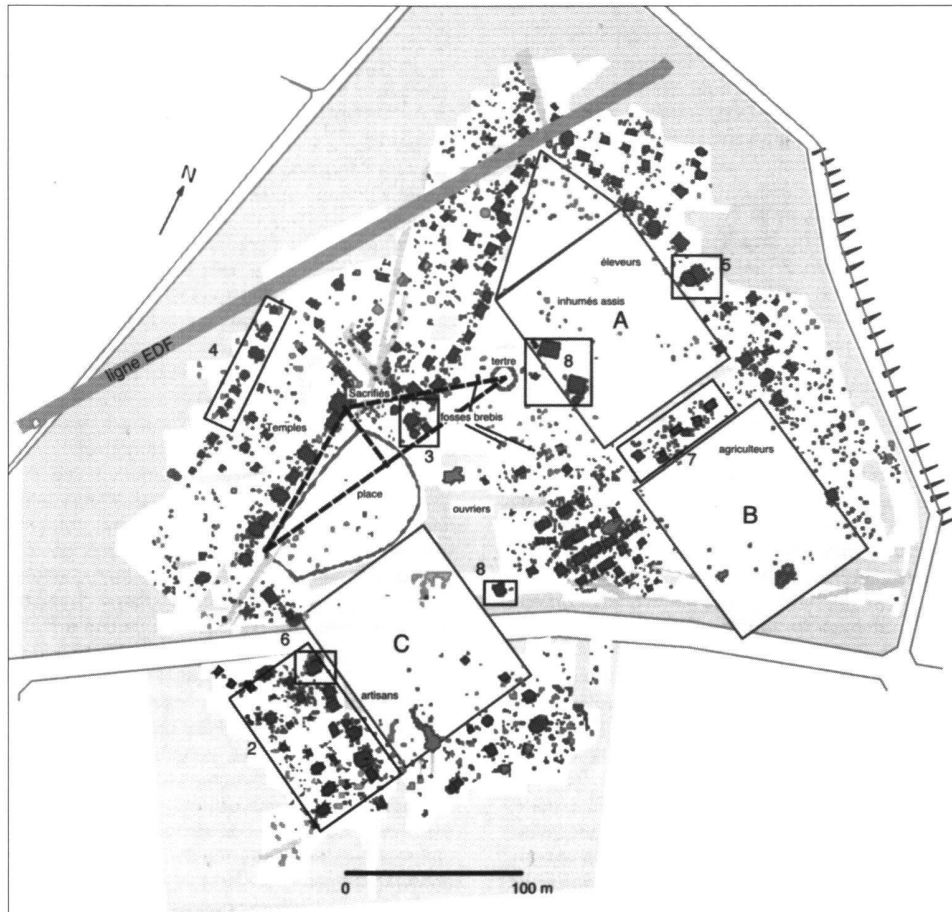 N
ligne EDF
éleveurs
5
inhumés assis
A
4
tertre
8
Sacrifiés
fosses brebis
Temples
3
agriculteurs
7
place
ouvriers
B
8
6
C
artisans
2
0
100 m